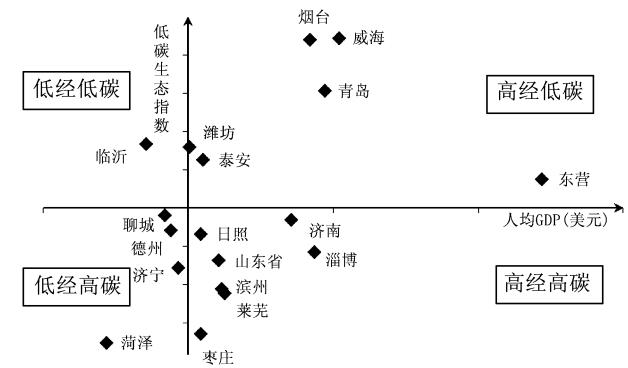 烟台
威海
低碳生态指数
青岛
低经低碳
高经低碳
潍坊
临沂
泰安
东营
人均GDP(美元)
聊城
日照
济南
德州
山东省
淄博
济宁
低经高碳
高经高碳
滨州
莱芜
菏泽
枣庄